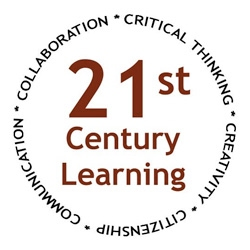 21st
Century
Learning
COMMUNICATION * COLLABORATION * CRITICAL THINKING * CREATIVITY * CITIZENSHIP *